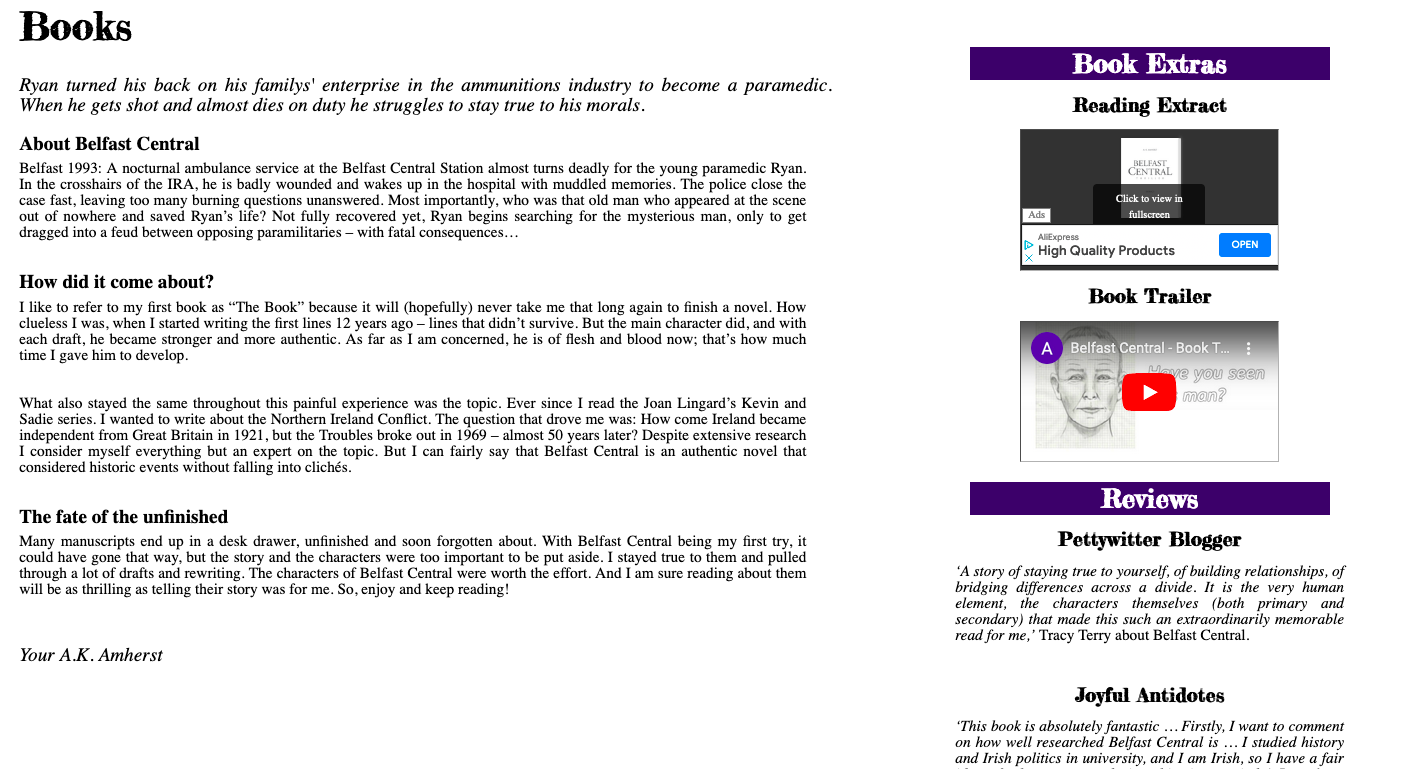 Books
Ryan turned his back on his familys' enterprise in the ammunitions industry to become a paramedic.
When he gets shot and almost dies on duty he struggles to stay true to his morals.
About Belfast Central
Belfast 1993: A nocturnal ambulance service at the Belfast Central Station almost turns deadly for the young paramedic Ryan.
In the crosshairs of the IRA, he is badly wounded and wakes up in the hospital with muddled memories. The police close the
case fast, leaving too many burning questions unanswered. Most importantly, who was that old man who appeared at the scene
out of nowhere and saved Ryan’s life? Not fully recovered yet, Ryan begins searching for the mysterious man, only to get
dragged into a feud between opposing paramilitaries – with fatal consequences…
How did it come about?
I like to refer to my first book as “The Book” because it will (hopefully) never take me that long again to finish a novel. How
clueless I was, when I started writing the first lines 12 years ago – lines that didn’t survive. But the main character did, and with
each draft, he became stronger and more authentic. As far as I am concerned, he is of flesh and blood now; that’s how much
time I gave him to develop.
What also stayed the same throughout this painful experience was the topic. Ever since I read the Joan Lingard’s Kevin and
Sadie series. I wanted to write about the Northern Ireland Conflict. The question that drove me was: How come Ireland became
independent from Great Britain in 1921, but the Troubles broke out in 1969 – almost 50 years later? Despite extensive research
I consider myself everything but an expert on the topic. But I can fairly say that Belfast Central is an authentic novel that
considered historic events without falling into clichés.
The fate of the unfinished
Many manuscripts end up in a desk drawer, unfinished and soon forgotten about. With Belfast Central being my first try, it
could have gone that way, but the story and the characters were too important to be put aside. I stayed true to them and pulled
through a lot of drafts and rewriting. The characters of Belfast Central were worth the effort. And I am sure reading about them
will be as thrilling as telling their story was for me. So, enjoy and keep reading!
Your A.K. Amherst
Book Extras
Reading Extract
BELFAST
CENTRAL
Click to view in
fullscreen
Ads
AliExpress
High Quality Products
OPEN
Book Trailer
A
Belfast Central - Book T...
Have you seen
man?
Reviews
Pettywitter Blogger
‘A story of staying true to yourself, of building relationships, of
bridging differences across a divide. It is the very human
element, the characters themselves (both primary and
secondary) that made this such an extraordinarily memorable
read for me,’ Tracy Terry about Belfast Central.
Joyful Antidotes
‘This book is absolutely fantastic … Firstly, I want to comment
on how well researched Belfast Central is … I studied history
and Irish politics in university, and I am Irish, so I have a fair